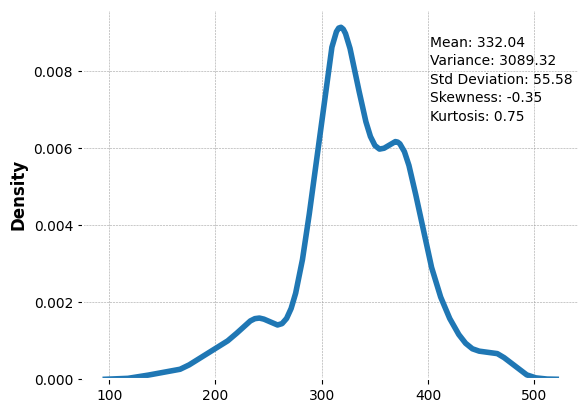 Mean: 332.04
Variance: 3089.32
Std Deviation: 55.58
Skewness: -0.35
Kurtosis: 0.75
Density
0.008
0.006
0.004
0.002
0.000
100 200 300 400 500